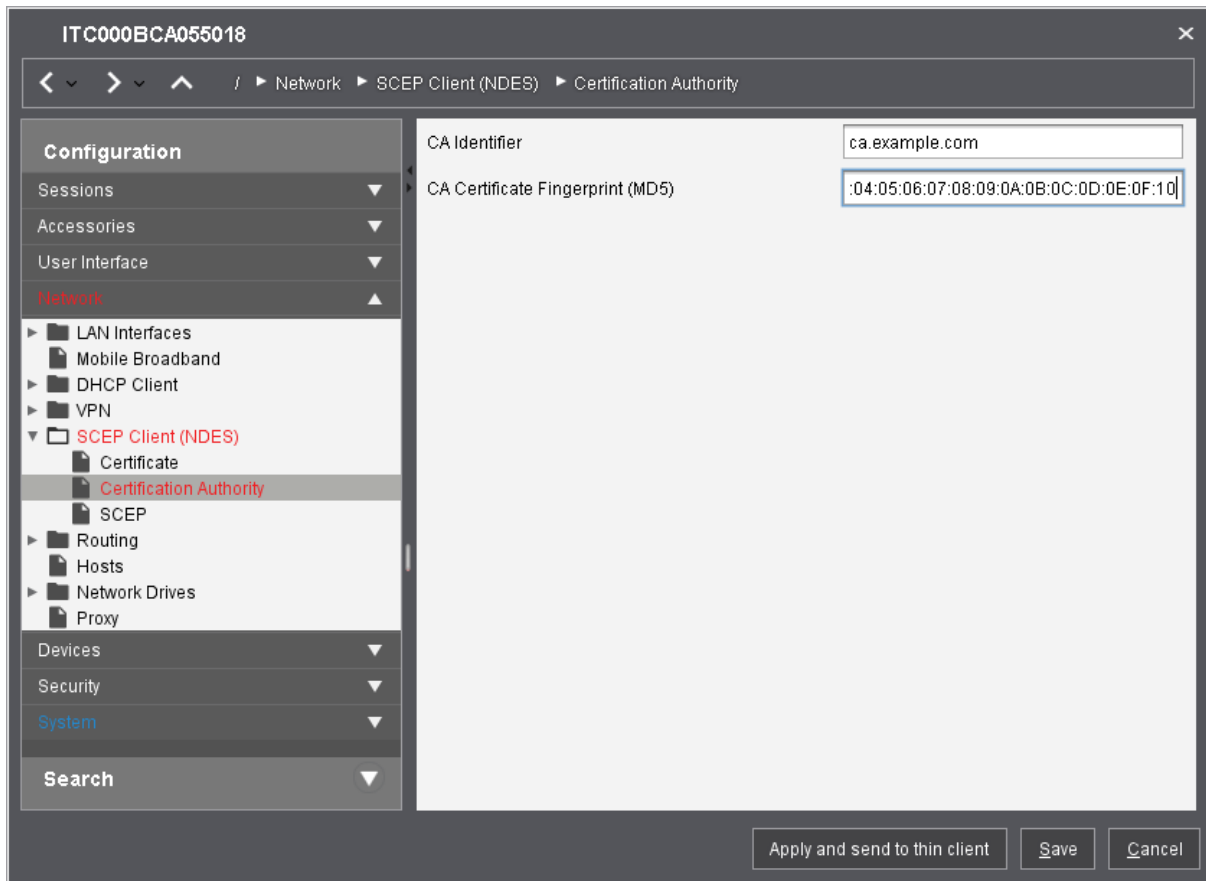 ITC000BCA055018
/ Network SCEP Client (NDES) Certification Authority
Configuration
Sessions
Accessories
User Interface
Network
LAN Interfaces
Mobile Broadband
DHCP Client
VPN
SCEP Client (NDES)
Certificate
Certification Authority
SCEP
Routing
Hosts
Network Drives
Proxy
Devices
Security
System
Search
CA Identifier
ca.example.com
CA Certificate Fingerprint (MD5)
:04:05:06:07:08:09:0A:0B:0C:0D:0E:0F:10
Apply and send to thin client
Save
Cancel